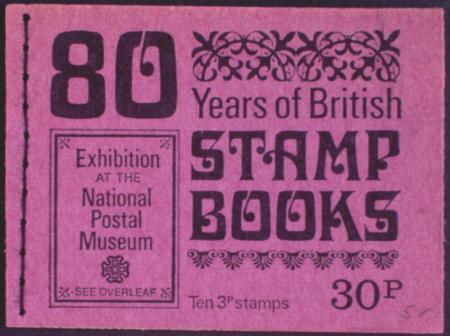 80
Years of British
STAMP
BOOKS
Exhibition
AT THE
National
Postal
Museum
-SEE OVERLEAF-
Ten 3P stamps
30P